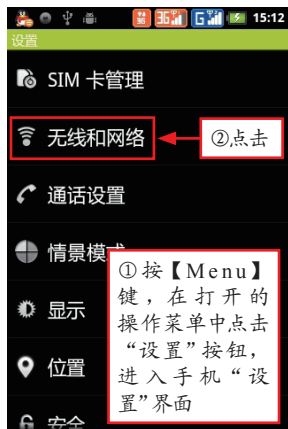 3G 3G G 15:12
设置
SIM 卡管理
无线和网络
②点击
通话设置
情景模式
①按【Menu】
键，在打开的
操作菜单中点击
“设置”按钮，
进入手机“设
置”界面
显示
位置
安全